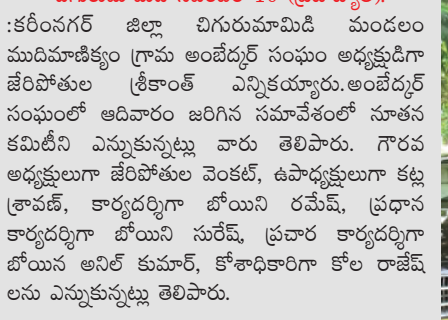 :కరీంనగర్ జిల్లా చిగురుమామిడి మండలం
ముదిమాణిక్యం గ్రామ అంబేద్కర్ సంఘం అధ్యక్షుడిగా
జేరిపోతుల శ్రీకాంత్ ఎన్నికయ్యారు.అంబేద్కర్
సంఘంలో ఆదివారం జరిగిన సమావేశంలో నూతన
కమిటీని ఎన్నుకున్నట్లు వారు తెలిపారు. గౌరవ
అధ్యక్షులుగా జేరిపోతుల వెంకట్, ఉపాధ్యక్షులుగా కట్ల
శ్రావణ్, కార్యదర్శిగా బోయిని రమేష్, ప్రధాన
కార్యదర్శిగా బోయిని సురేష్, ప్రచార కార్యదర్శిగా
బోయిన అనిల్ కుమార్, కోశాధికారిగా కోల రాజేష్
లను ఎన్నుకున్నట్లు తెలిపారు.